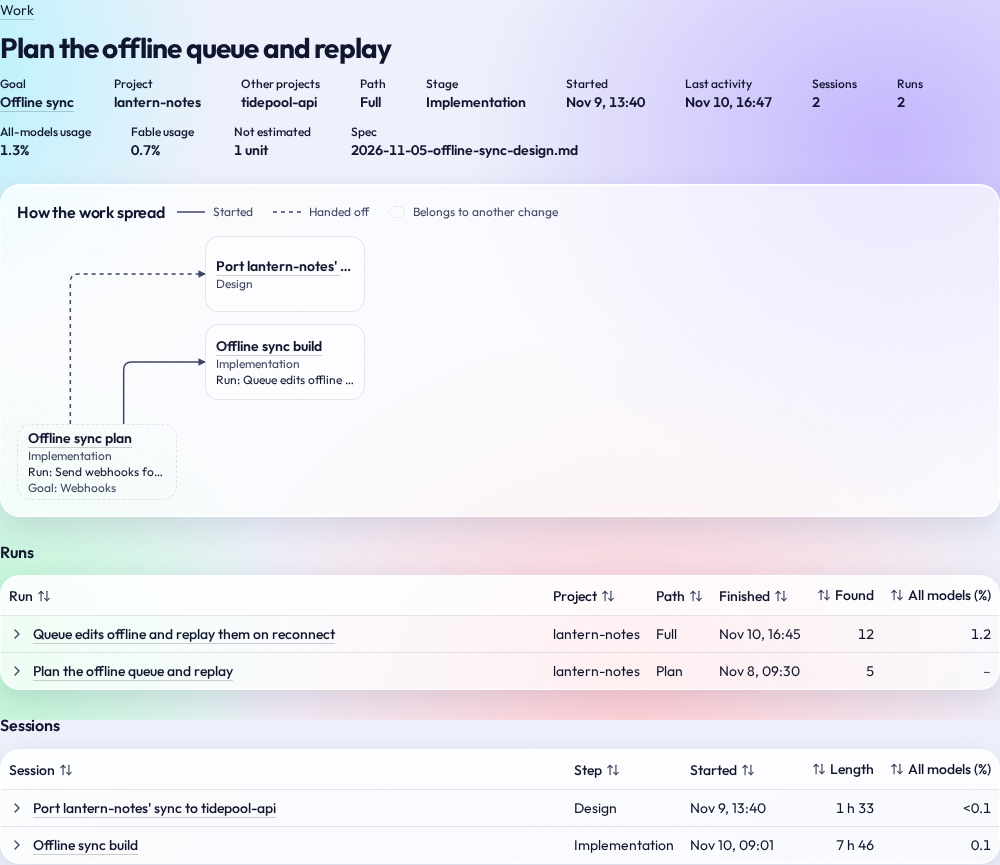 Work
Plan the offline queue and replay
Goal Project Other projects Path Stage Started Last activity Sessions Runs
Offline sync lantern-notes tidepool-api Full Implementation Nov 9, 13:40 Nov 10, 16:47 2 2
All-models usage Fable usage Not estimated Spec
1.3% 0.7% 1 unit 2026-11-05-offline-sync-design.md
How the work spread Started Handed off Belongs to another change
Port lantern-notes' ...
Design
Offline sync build
Implementation
Run: Queue edits offline ...
Offline sync plan
Implementation
Run: Send webhooks fo...
Goal: Webhooks
Runs
Run ↑↓ Project ↑↓ Path ↑↓ Finished ↑↓ ↑↓ Found ↑↓ All models (%)
Queue edits offline and replay them on reconnect lantern-notes Full Nov 10, 16:45 12 1.2
Plan the offline queue and replay lantern-notes Plan Nov 8, 09:30 5 –
Sessions
Session ↑↓ Step ↑↓ Started ↑↓ ↑↓ Length ↑↓ All models (%)
Port lantern-notes' sync to tidepool-api Design Nov 9, 13:40 1 h 33 <0.1
Offline sync build Implementation Nov 10, 09:01 7 h 46 0.1